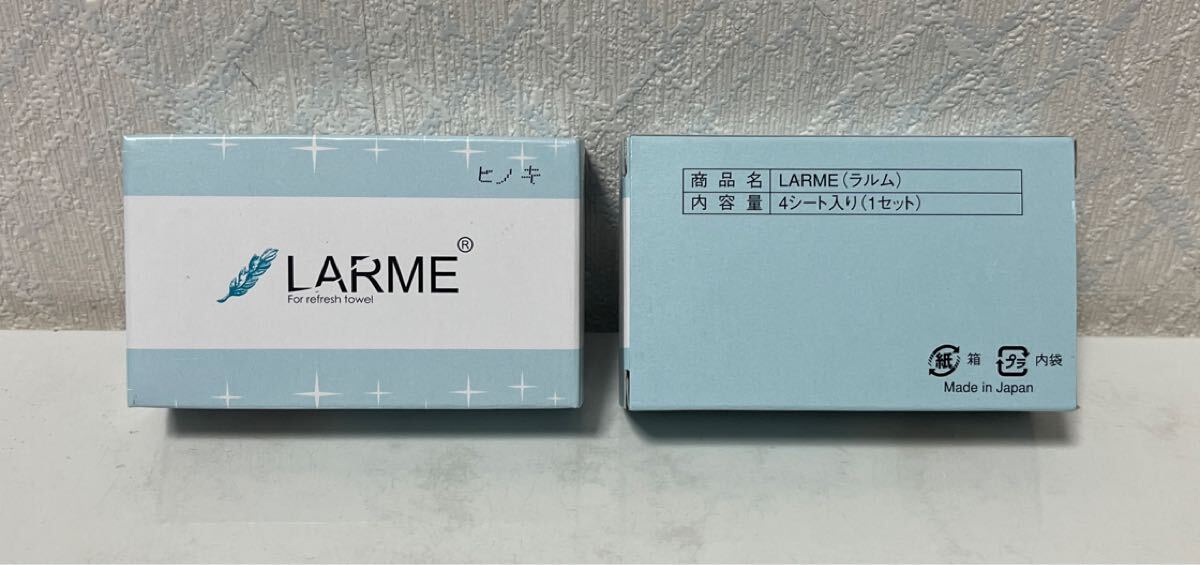 ヒノキ
LARME®
For refresh towel
商品名 LARME(ラルム)
内容量 4シート入り(1セット)
紙 箱 プラ 内袋
Made in Japan